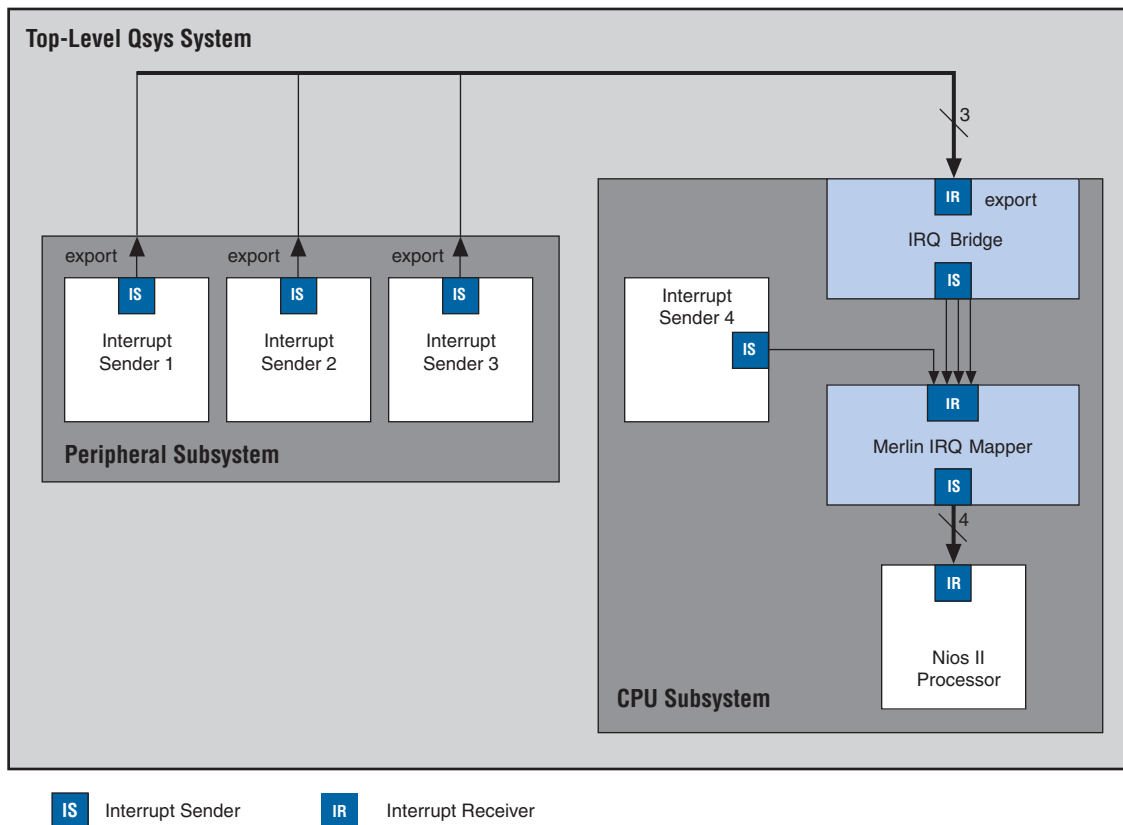 Top-Level Qsys System
3
IR
export
IRQ Bridge
IS
export
export
export
IS
IS
IS
Interrupt
Sender 1
Interrupt
Sender 2
Interrupt
Sender 3
Peripheral Subsystem
Interrupt
Sender 4
IS
IR
Merlin IRQ Mapper
IS
4
IR
Nios II
Processor
CPU Subsystem
IS
Interrupt Sender
IR
Interrupt Receiver